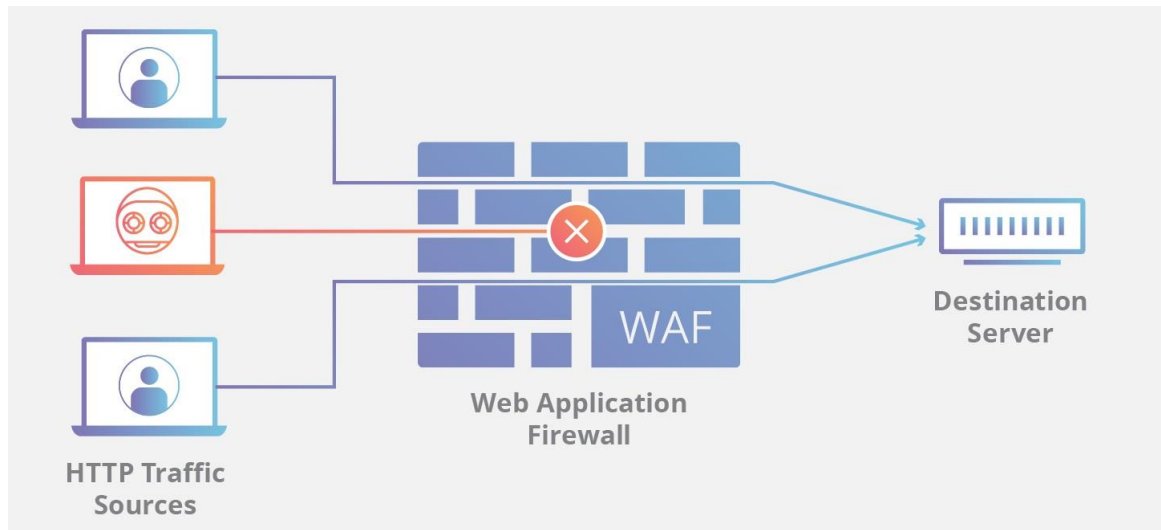 WAF
Web Application
Firewall
HTTP Traffic
Sources
Destination
Server